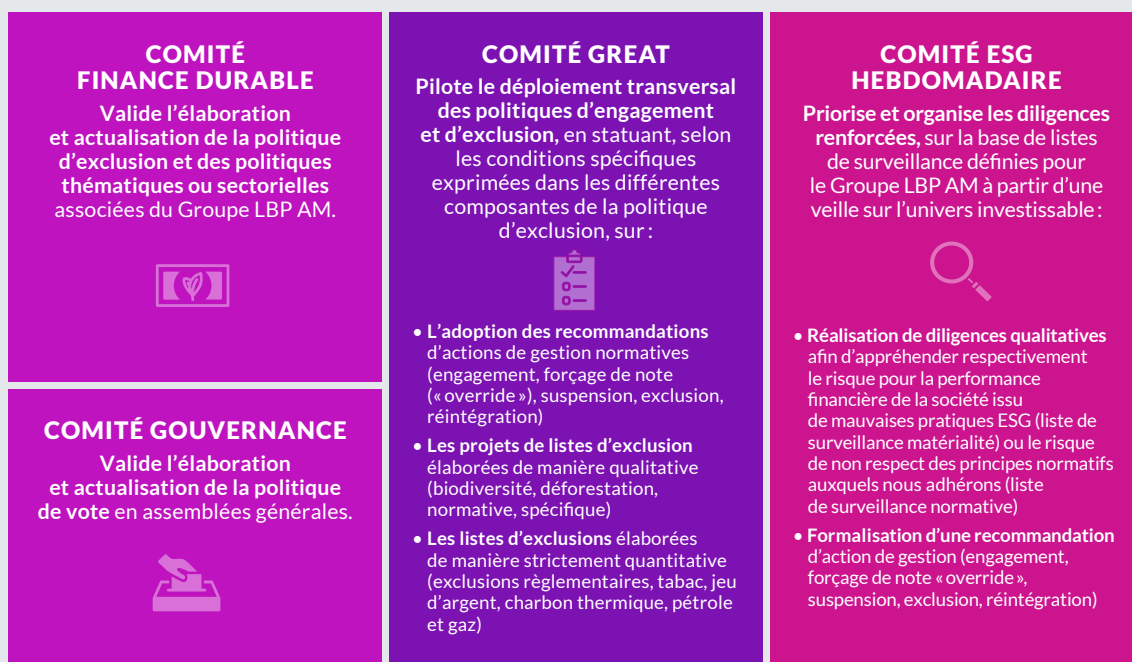 COMITÉ
FINANCE DURABLE
Valide l’élaboration
et actualisation de la politique
d’exclusion et des politiques
thématiques ou sectorielles
associées du Groupe LBP AM.
COMITÉ GOUVERNANCE
Valide l’élaboration
et actualisation de la politique
de vote en assemblées générales.
COMITÉ GREAT
Pilote le déploiement transversal
des politiques d’engagement
et d’exclusion, en statuant, selon
les conditions spécifiques
exprimées dans les différentes
composantes de la politique
d’exclusion, sur :
• L’adoption des recommandations
d’actions de gestion normatives
(engagement, forçage de note
(« override »), suspension, exclusion,
réintégration)
• Les projets de listes d’exclusion
élaborées de manière qualitative
(biodiversité, déforestation,
normative, spécifique)
• Les listes d’exclusions élaborées
de manière strictement quantitative
(exclusions règlementaires, tabac, jeu
d’argent, charbon thermique, pétrole
et gaz)
COMITÉ ESG
HEBDOMADAIRE
Priorise et organise les diligences
renforcées, sur la base de listes
de surveillance définies pour
le Groupe LBP AM à partir d’une
veille sur l’univers investissable :
• Réalisation de diligences qualitatives
afin d’appréhender respectivement
le risque pour la performance
financière de la société issu
de mauvaises pratiques ESG (liste de
surveillance matérialité) ou le risque
de non respect des principes normatifs
auxquels nous adhérons (liste
de surveillance normative)
• Formalisation d’une recommandation
d’action de gestion (engagement,
forçage de note « override »,
suspension, exclusion, réintégration)